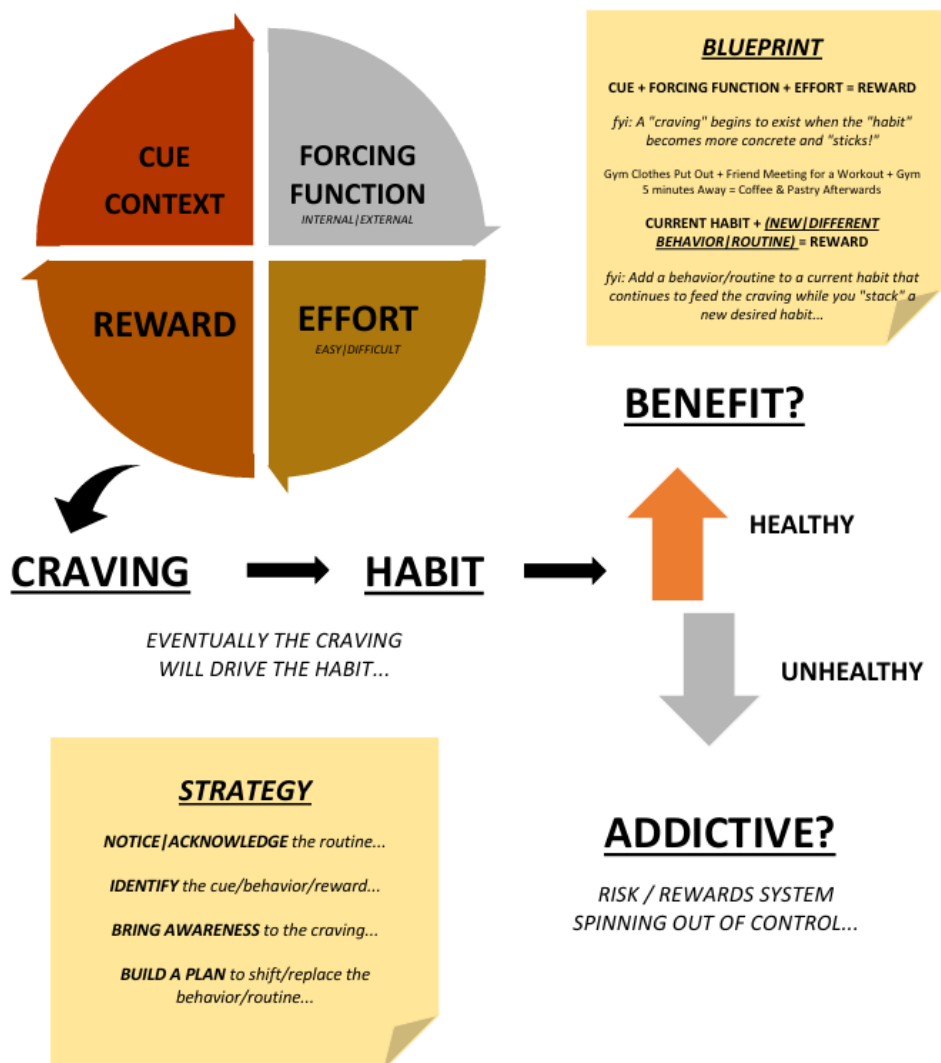 CUE
CONTEXT
FORCING
FUNCTION
INTERNAL|EXTERNAL
REWARD
EFFORT
EASY|DIFFICULT
BLUEPRINT
CUE + FORCING FUNCTION + EFFORT = REWARD
fyi: A "craving" begins to exist when the "habit"
becomes more concrete and "sticks!"
Gym Clothes Put Out + Friend Meeting for a Workout + Gym
5 minutes Away = Coffee & Pastry Afterwards
CURRENT HABIT + (NEW|DIFFERENT
BEHAVIOR|ROUTINE) = REWARD
fyi: Add a behavior/routine to a current habit that
continues to feed the craving while you "stack" a
new desired habit...
BENEFIT?
HEALTHY
CRAVING
HABIT
EVENTUALLY THE CRAVING
WILL DRIVE THE HABIT...
UNHEALTHY
STRATEGY
NOTICE|ACKNOWLEDGE the routine...
IDENTIFY the cue/behavior/reward...
BRING AWARENESS to the craving...
BUILD A PLAN to shift/replace the
behavior/routine...
ADDICTIVE?
RISK / REWARDS SYSTEM
SPINNING OUT OF CONTROL...